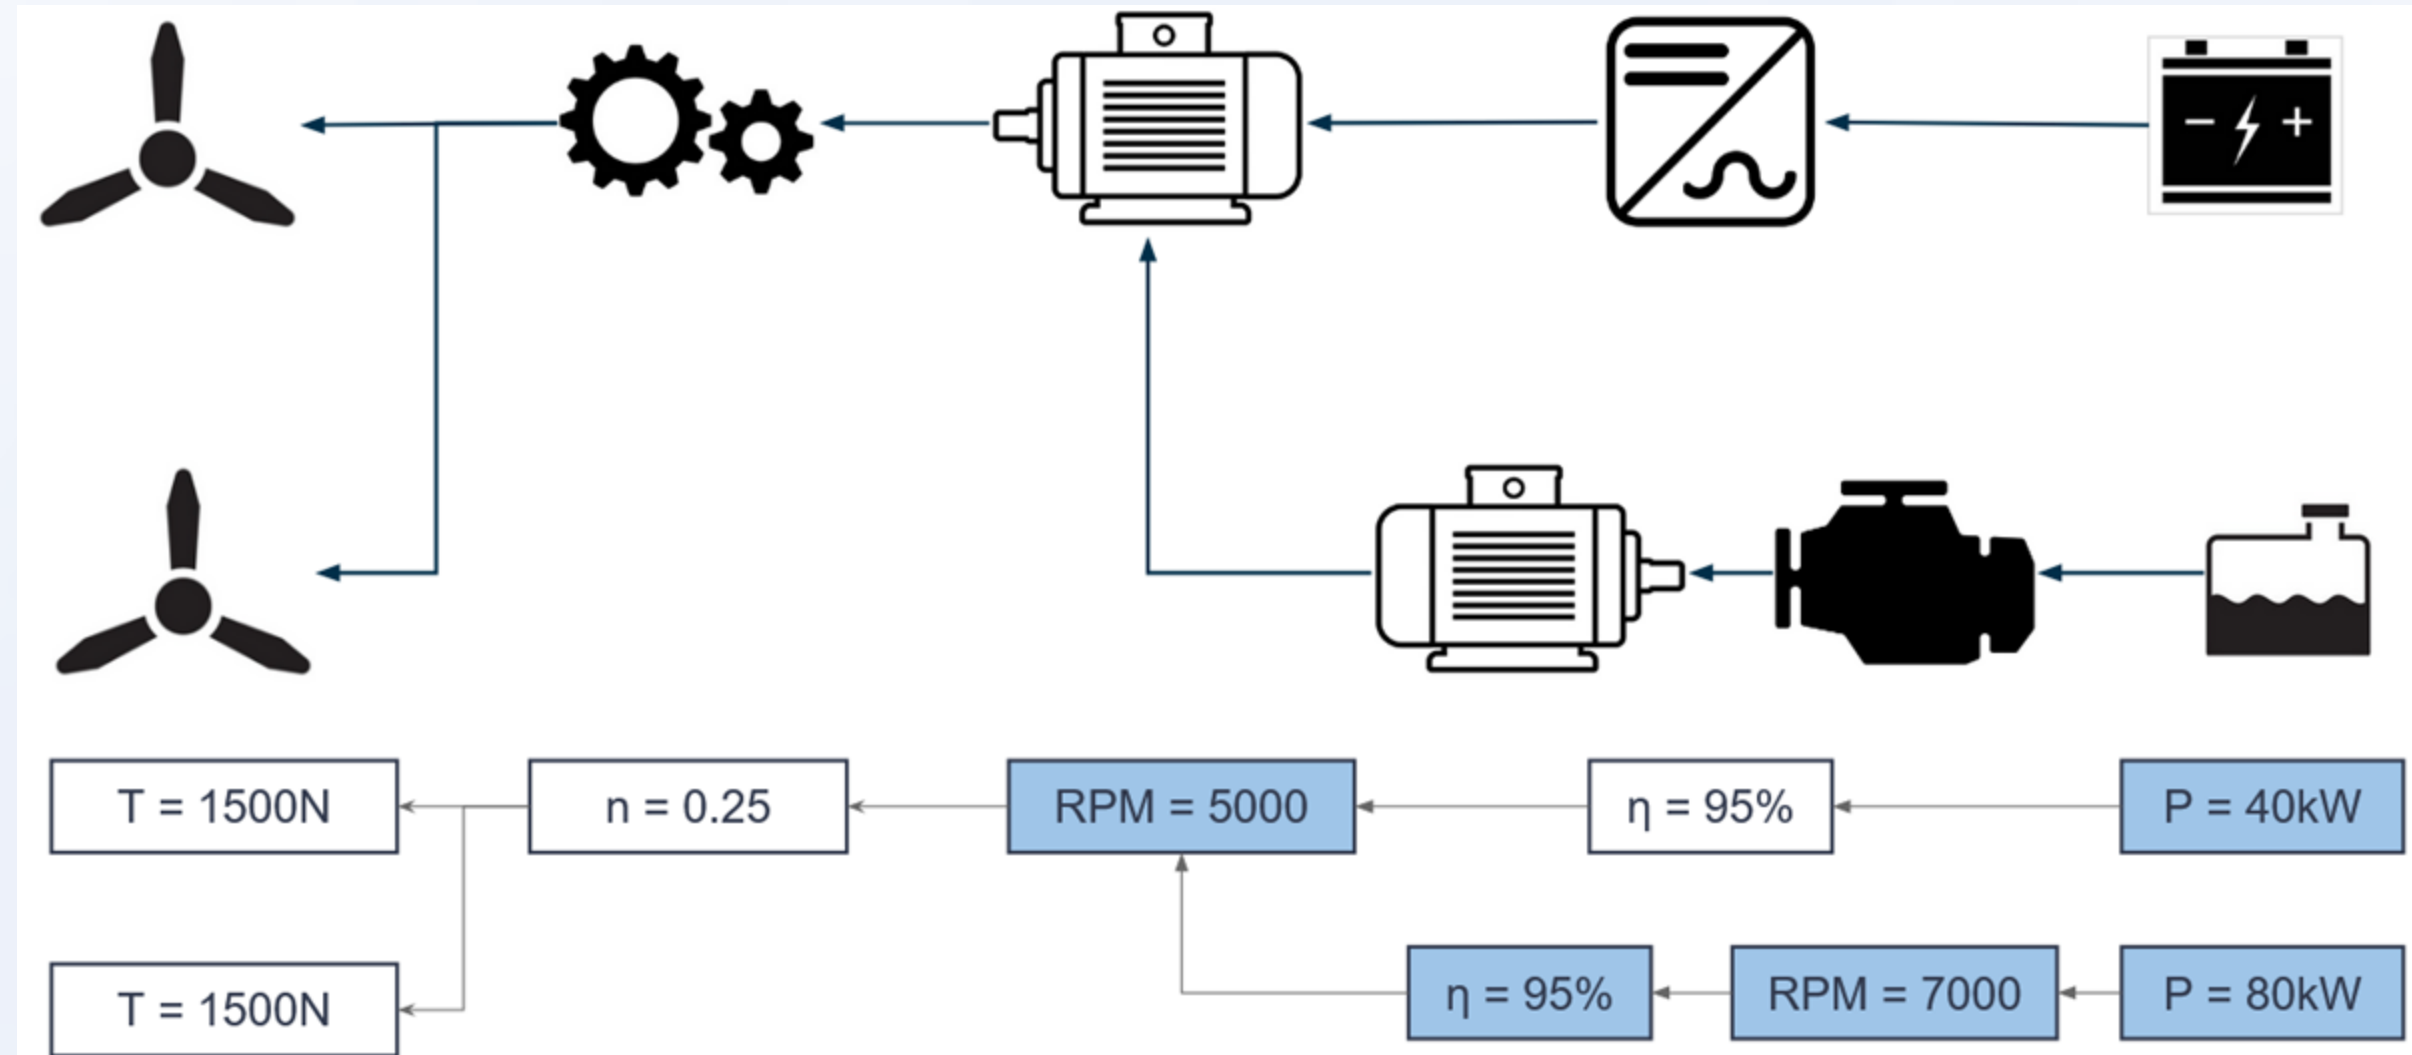 T = 1500N
n = 0.25
RPM = 5000
η = 95%
P = 40kW
T = 1500N
η = 95%
RPM = 7000
P = 80kW